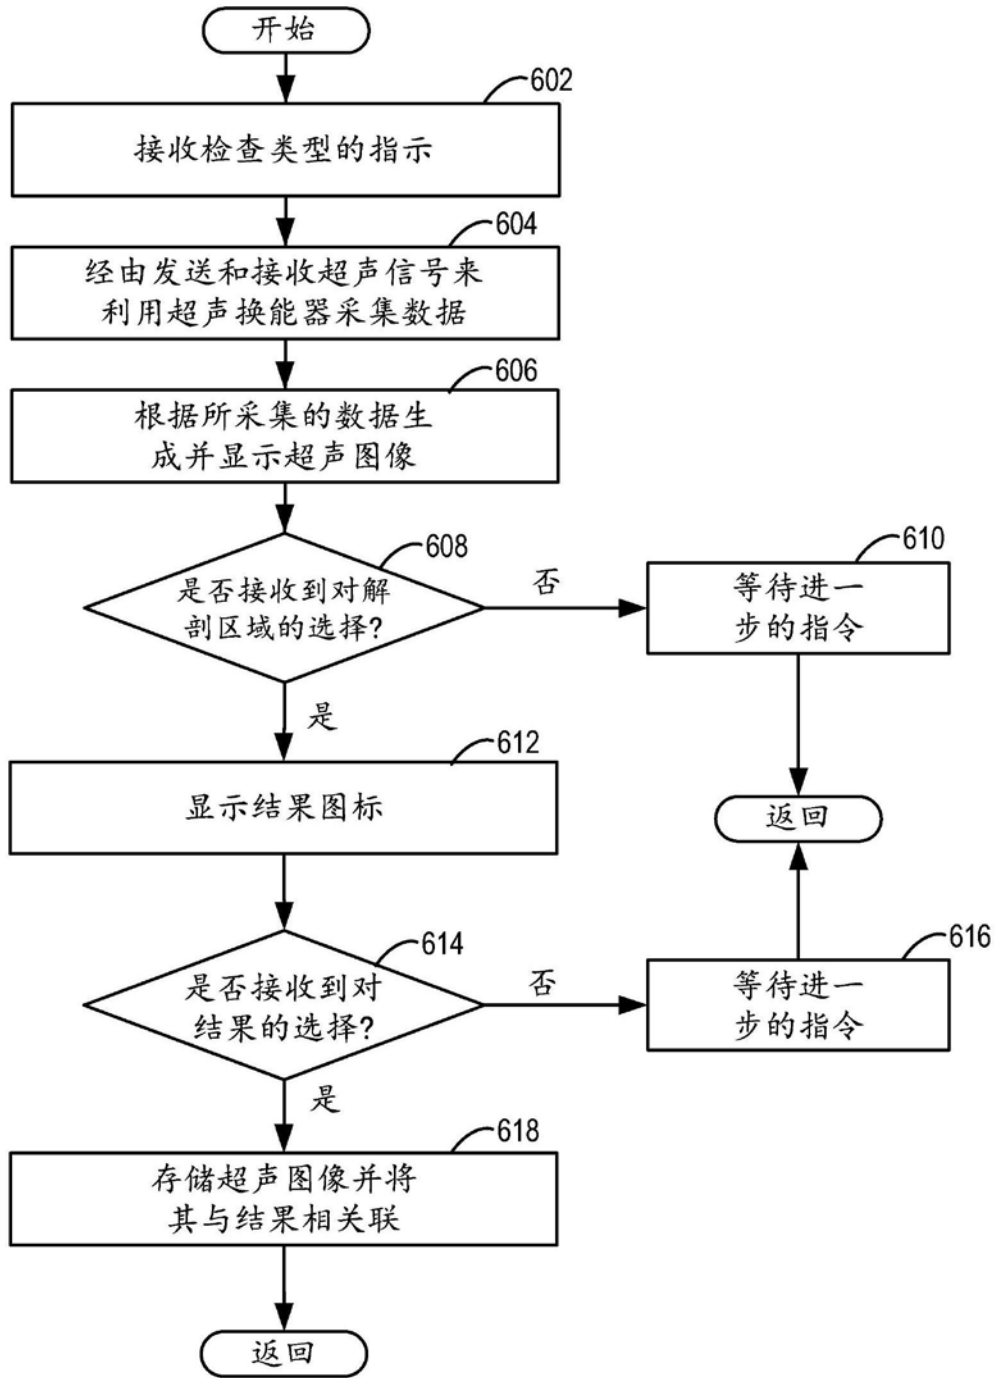 开始
602
接收检查类型的指示
604
经由发送和接收超声信号来
利用超声换能器采集数据
606
根据所采集的数据生
成并显示超声图像
608
是否接收到对解
剖区域的选择?
否
610
等待进一
步的指令
是
612
显示结果图标
返回
614
是否接收到对
结果的选择?
否
616
等待进一
步的指令
是
618
存储超声图像并将
其与结果相关联
返回